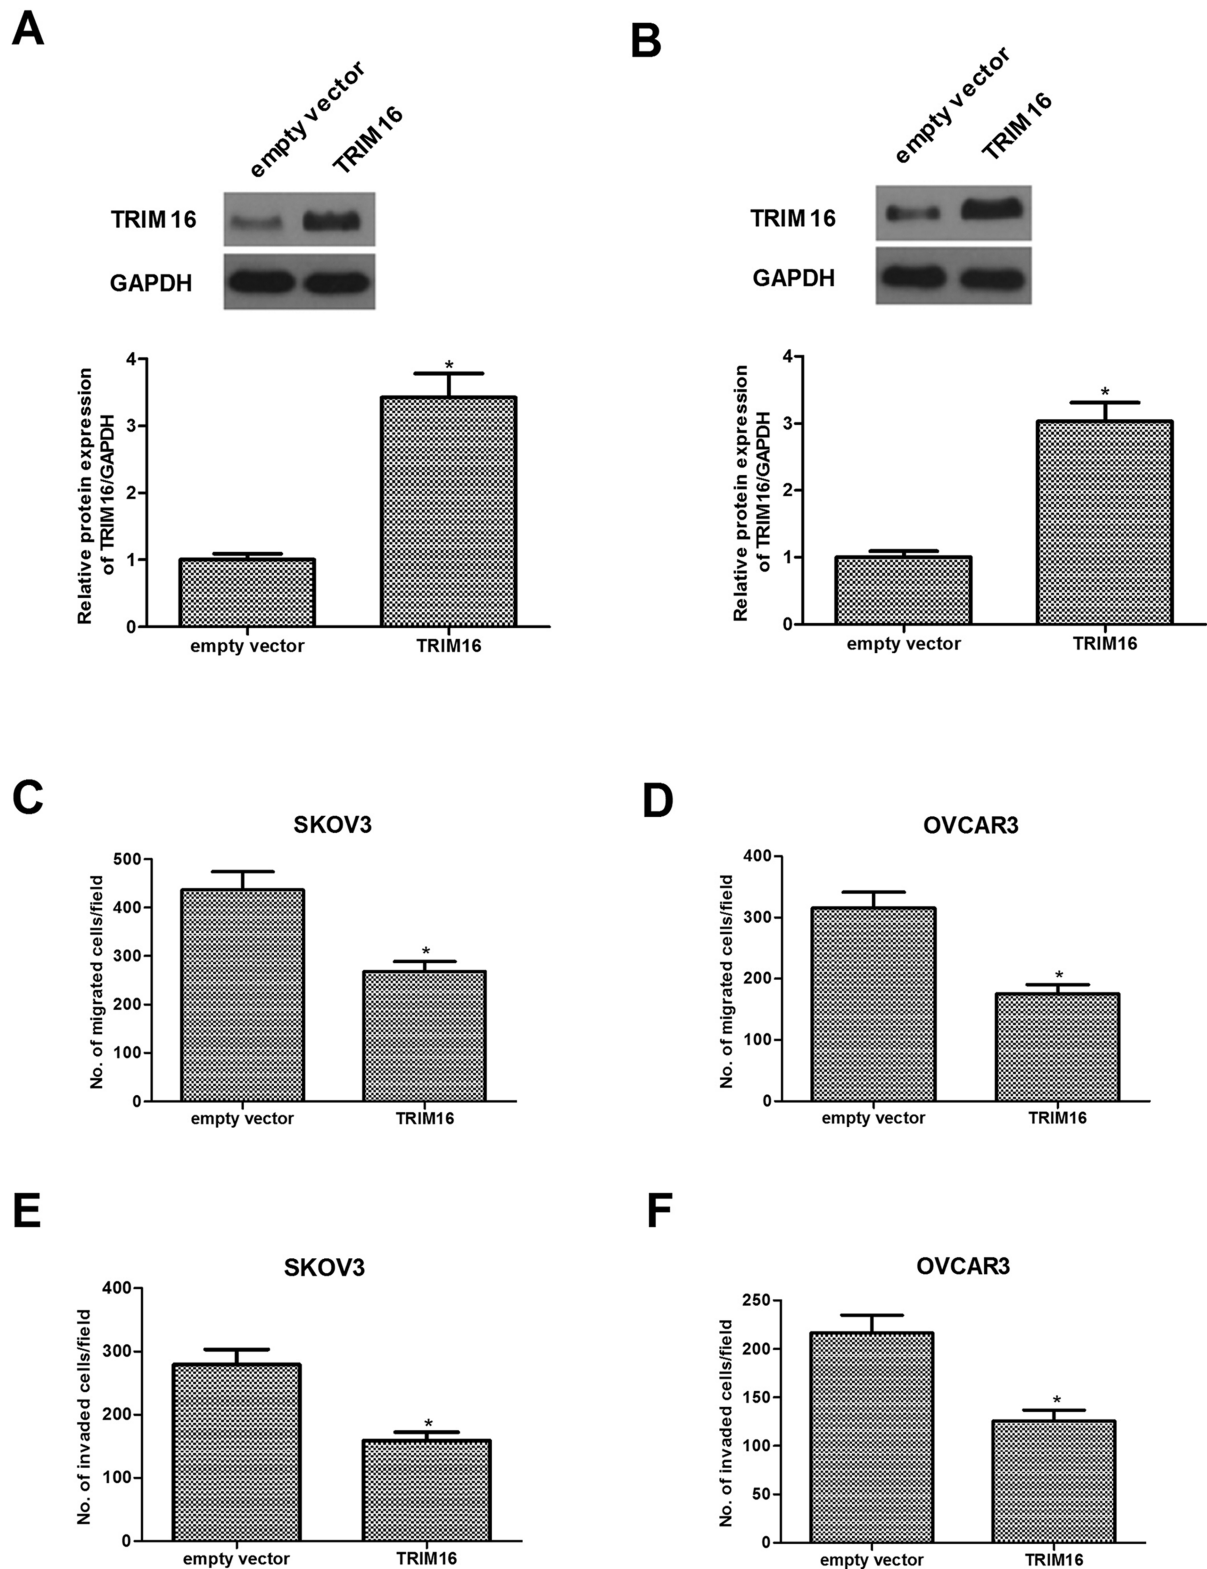 A
empty vector
TRIM16
TRIM16
GAPDH
Relative protein expression
of TRIM16/GAPDH
4
3
2
1
0
*
empty vector
TRIM16
B
empty vector
TRIM16
TRIM16
GAPDH
Relative protein expression
of TRIM16/GAPDH
4
3
2
1
0
*
empty vector
TRIM16
C
SKOV3
No. of migrated cells/field
500
400
300
200
100
0
*
empty vector
TRIM16
D
OVCAR3
No. of migrated cells/field
400
300
200
100
0
*
empty vector
TRIM16
E
SKOV3
No. of invaded cells/field
400
300
200
100
0
*
empty vector
TRIM16
F
OVCAR3
No. of invaded cells/field
250
200
150
100
50
0
*
empty vector
TRIM16